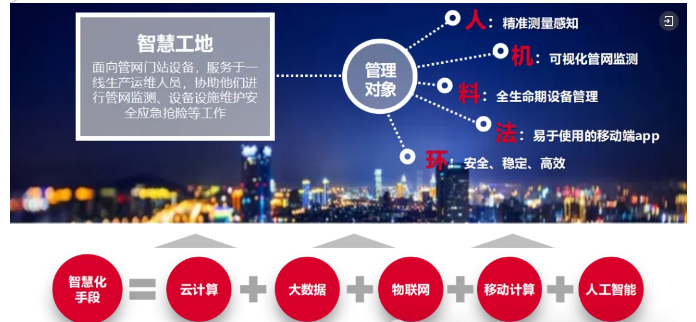 智慧工地
面向管网门站设备，服务于一
线生产运维人员，协助他们进
行管网监测、设备设施维护安
全应急抢险等工作
管理
对象
人：精准测量感知
机：可视化管网监测
料：全生命期设备管理
法：易于使用的移动端app
环：安全、稳定、高效
智慧化
手段
=
云计算
+
大数据
+
物联网
+
移动计算
+
人工智能